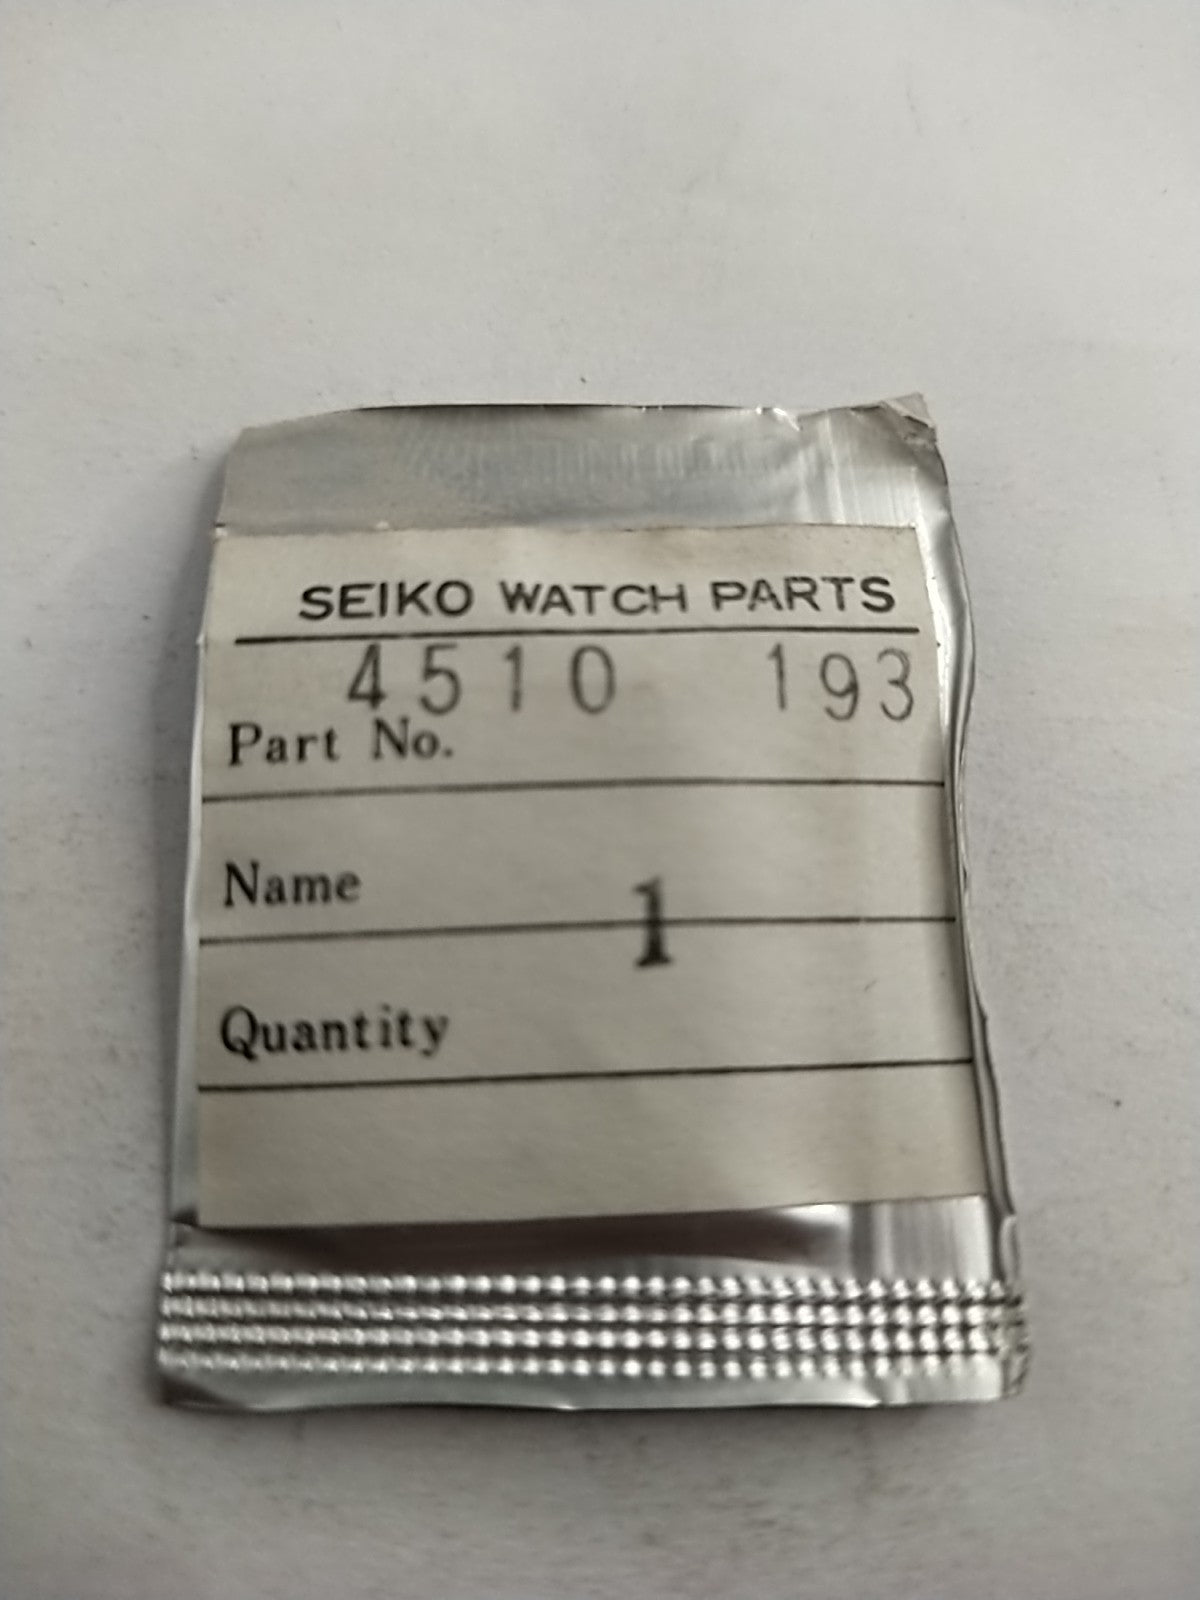 SEIKO WATCH PARTS
4510 193
Part No.
Name
1
Quantity